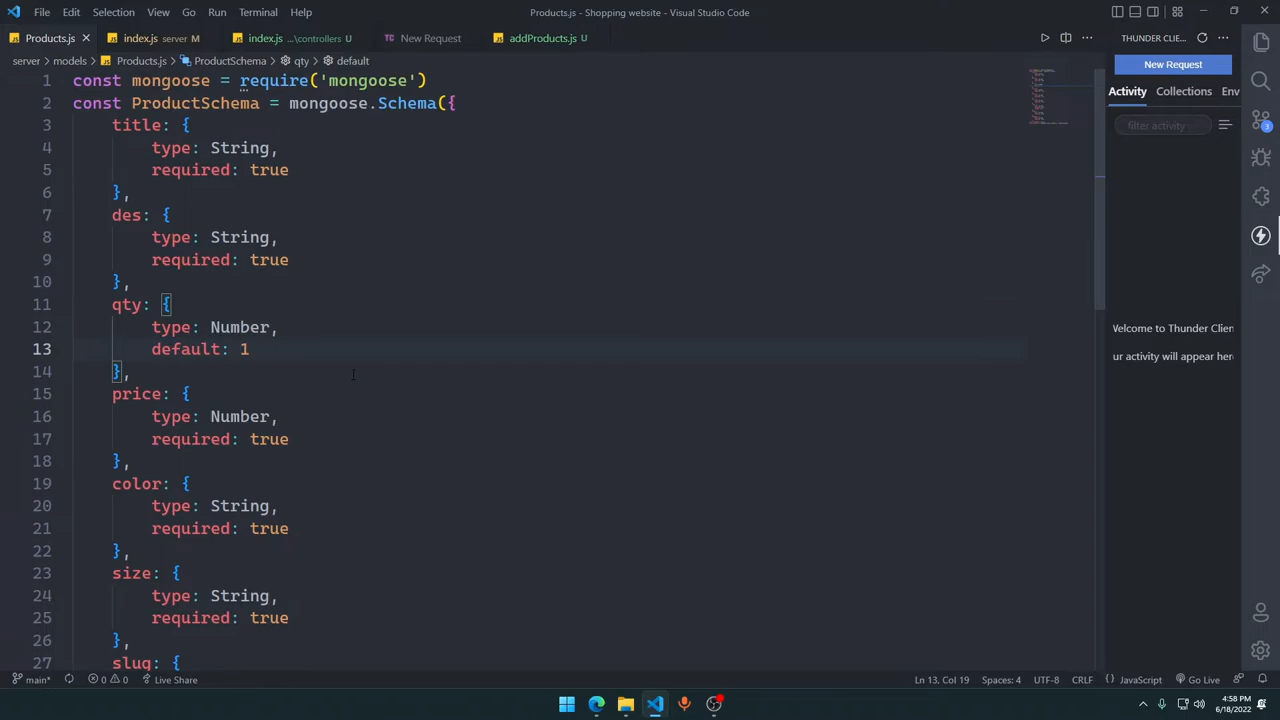 File Edit Selection View Go Run Terminal Help
Products.js - Shopping website - Visual Studio Code
Products.js
index.js server M
index.js ...\controllers U
New Request
addProducts.js U
THUNDER CLIE...
server > models > Products.js > ProductSchema > qty > default
New Request
Activity Collections Env
filter activity
3
1 const mongoose = require('mongoose')
2 const ProductSchema = mongoose.Schema({
3 title: {
4 type: String,
5 required: true
6 },
7 des: {
8 type: String,
9 required: true
10 },
11 qty: {
12 type: Number,
13 default: 1
14 },
15 price: {
16 type: Number,
17 required: true
18 },
19 color: {
20 type: String,
21 required: true
22 },
23 size: {
24 type: String,
25 required: true
26 },
27 slug: {
Welcome to Thunder Clien
ur activity will appear here
main* 0 0 Live Share
Ln 13, Col 19 Spaces: 4 UTF-8 CRLF {} JavaScript Go Live
4:58 PM
6/18/2022